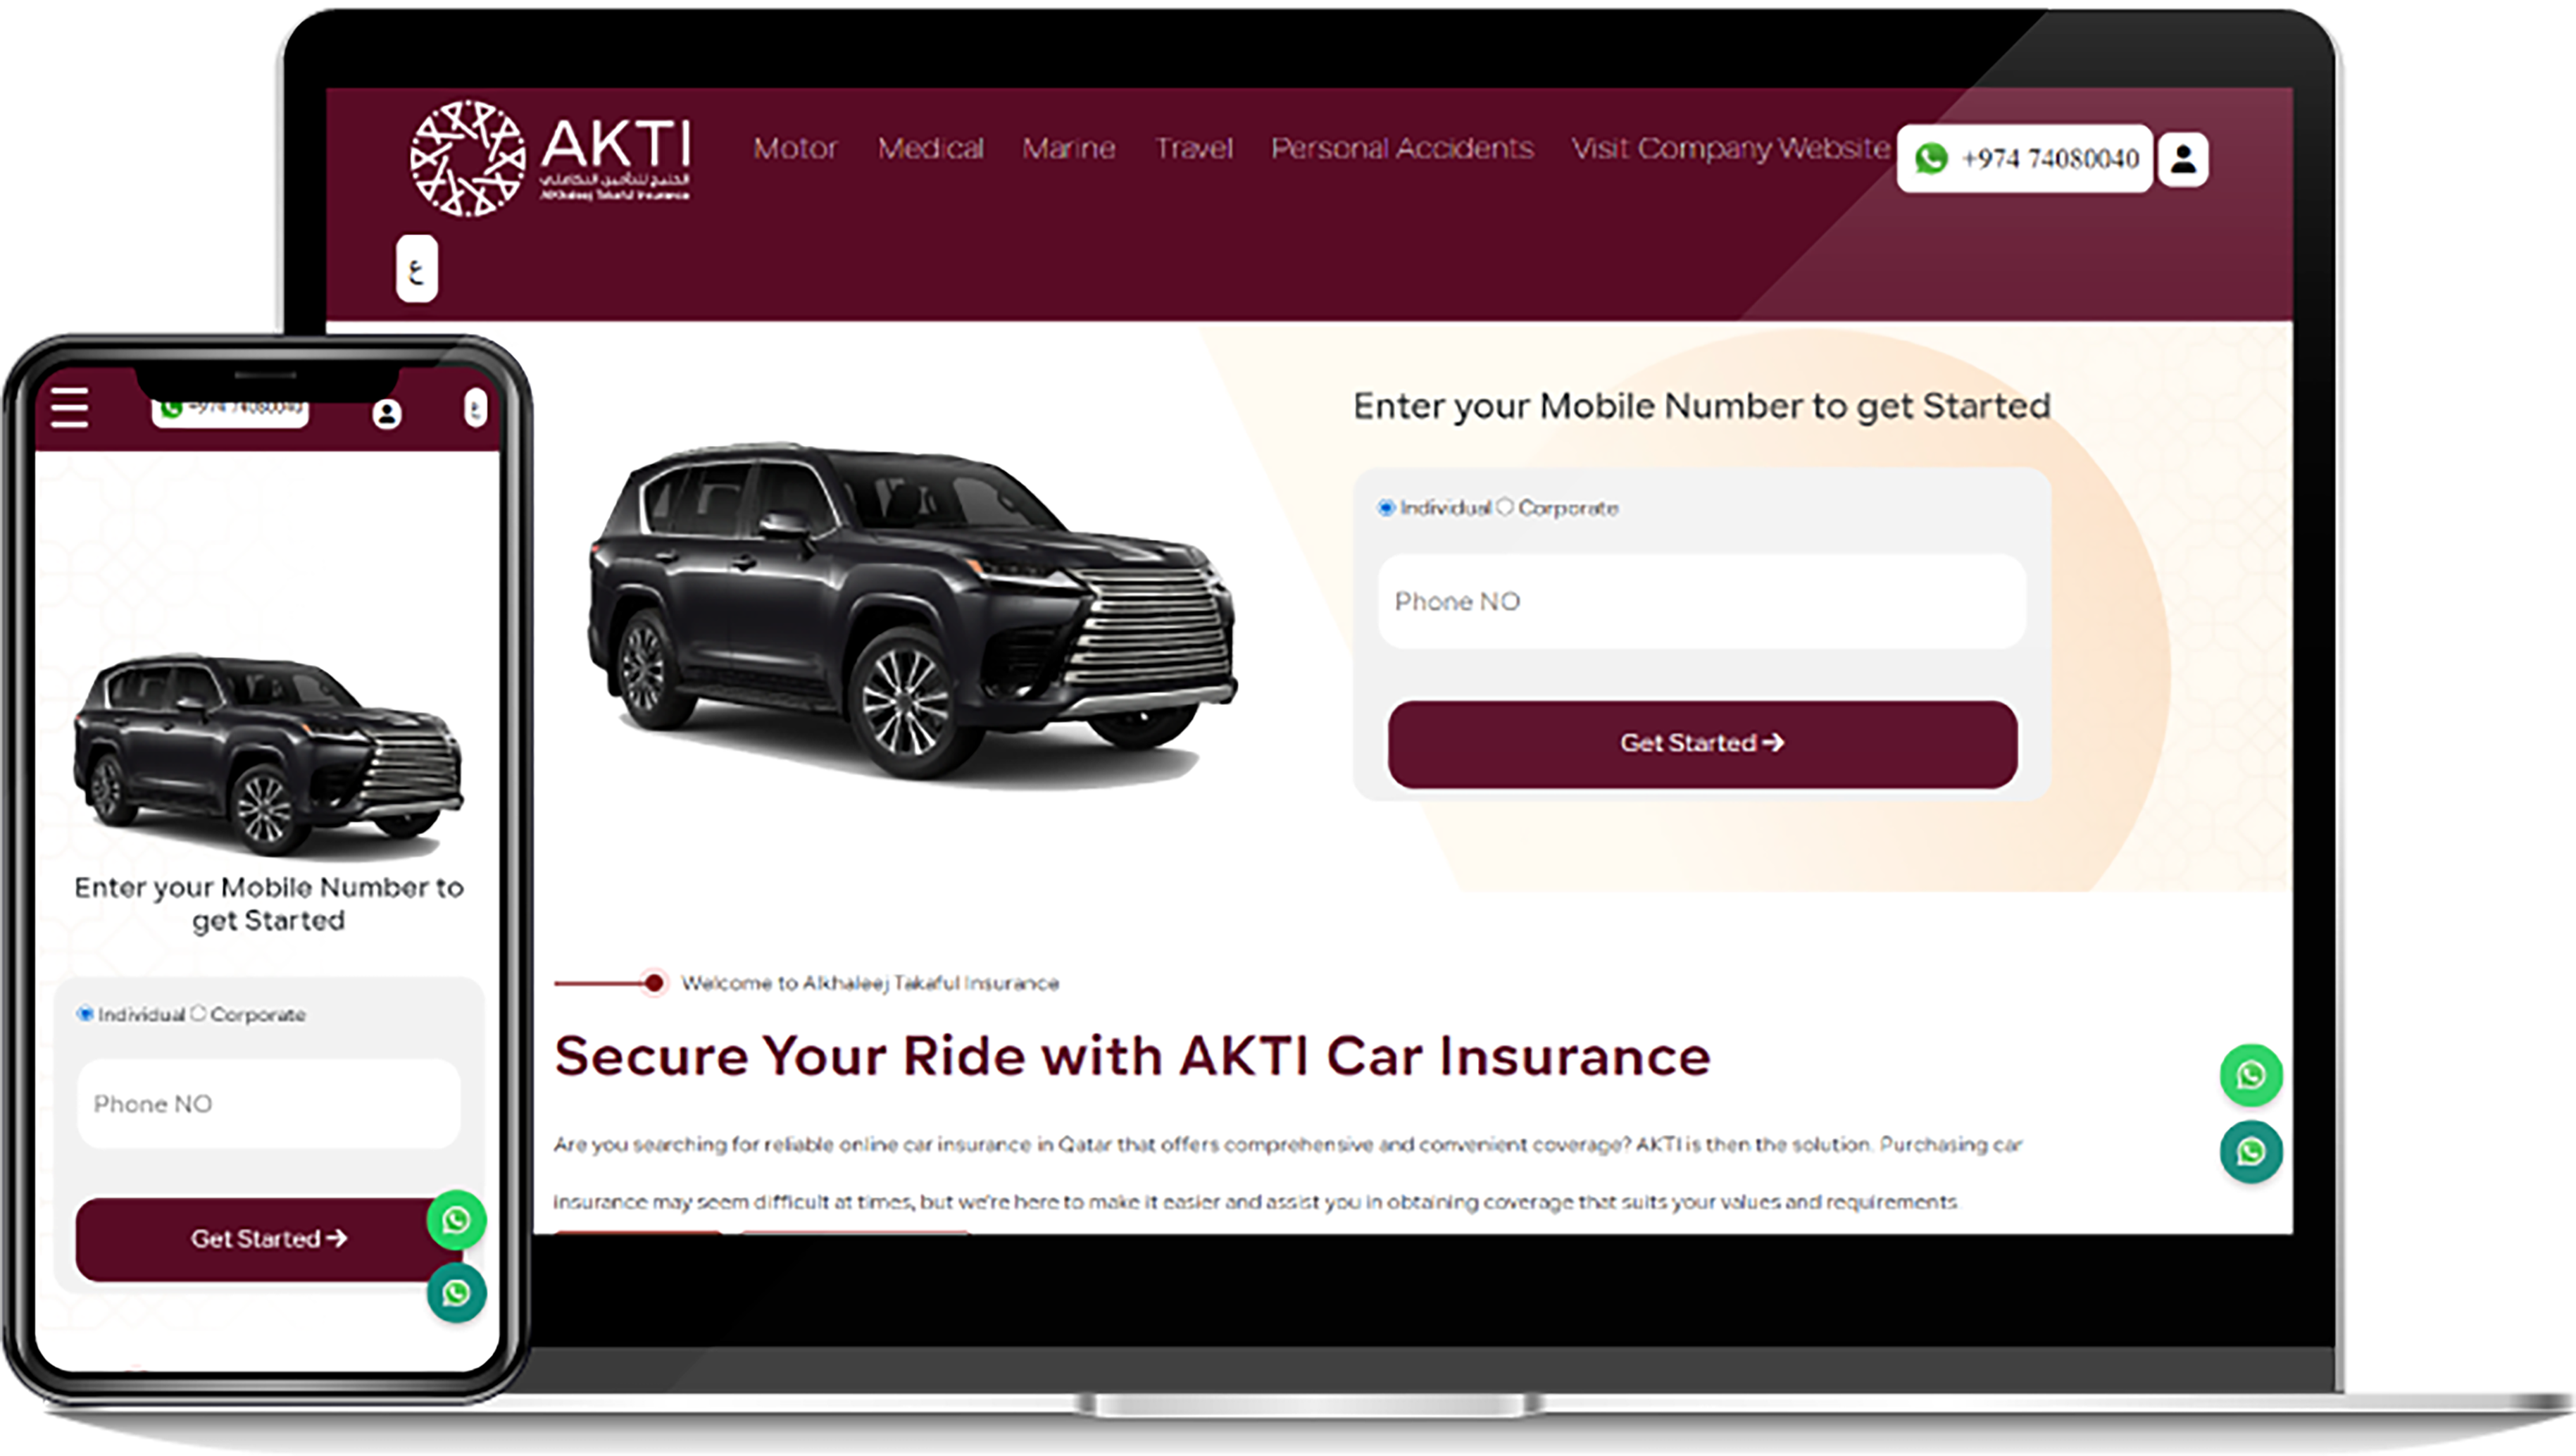 AKTI
الخليج للتأمين التكافلي
AlKhaleej Takaful Insurance
Motor
Medical
Marine
Travel
Personal Accidents
Visit Company Website
+974 74080040
ع
Enter your Mobile Number to get Started
Individual
Corporate
Phone NO
Get Started →
Welcome to Alkhaleej Takaful Insurance
Secure Your Ride with AKTI Car Insurance
Are you searching for reliable online car insurance in Qatar that offers comprehensive and convenient coverage? AKTI is then the solution. Purchasing car
insurance may seem difficult at times, but we're here to make it easier and assist you in obtaining coverage that suits your values and requirements.
+974 74080040
ع
Enter your Mobile Number to
get Started
Individual
Corporate
Phone NO
Get Started →